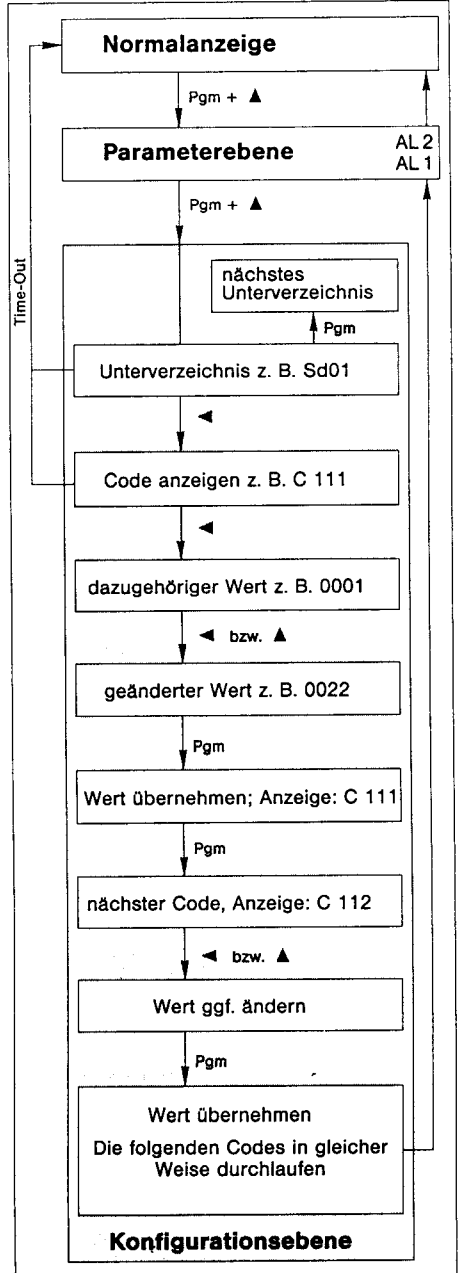 Normalanzeige
Pgm + ▲
Parameterebene
AL 2
AL 1
Pgm + ▲
Time-Out
nächstes
Unterverzeichnis
Pgm
Unterverzeichnis z. B. Sd01
◄
Code anzeigen z. B. C 111
◄
dazugehöriger Wert z. B. 0001
◄ bzw. ▲
geänderter Wert z. B. 0022
Pgm
Wert übernehmen; Anzeige: C 111
Pgm
nächster Code, Anzeige: C 112
◄ bzw. ▲
Wert ggf. ändern
Pgm
Wert übernehmen
Die folgenden Codes in gleicher
Weise durchlaufen
Konfigurationsebene